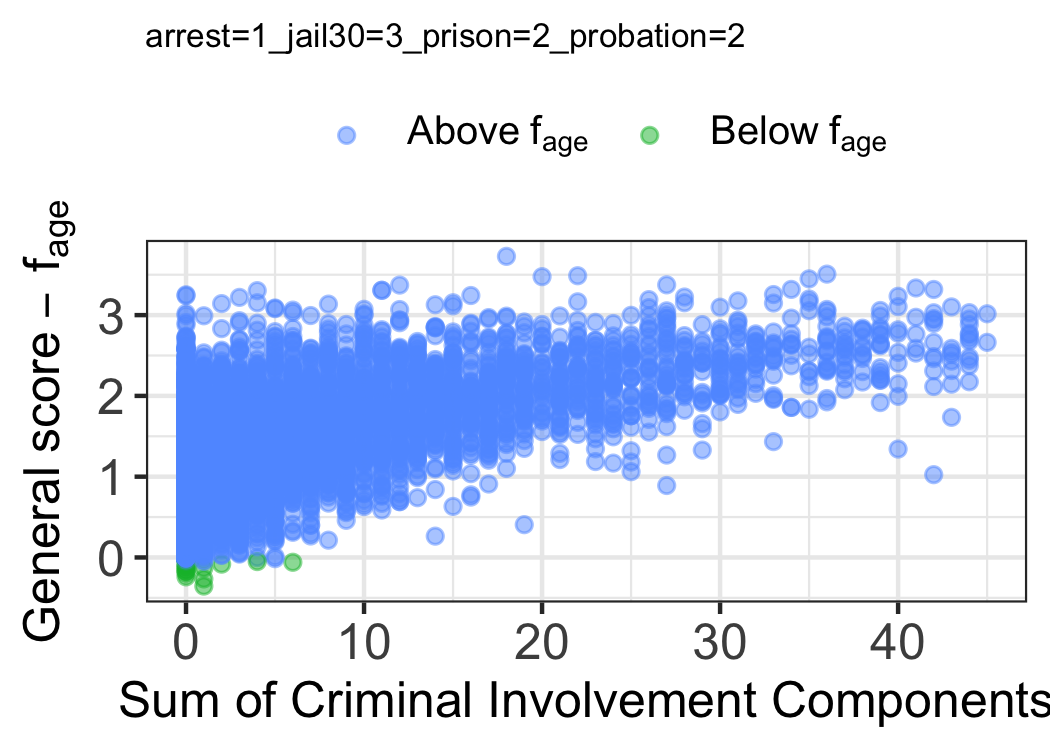 arrest=1_jail30=3_prison=2_probation=2
Above fage Below fage
General score − fage
3
2
1
0
0 10 20 30 40
Sum of Criminal Involvement Components